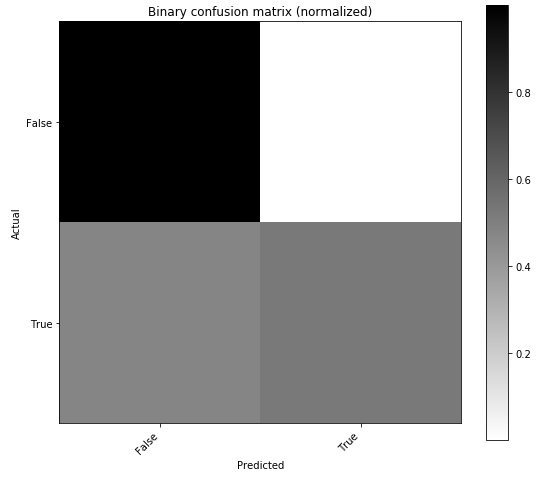 Binary confusion matrix (normalized)
False
True
Actual
False
True
Predicted
0.8
0.6
0.4
0.2